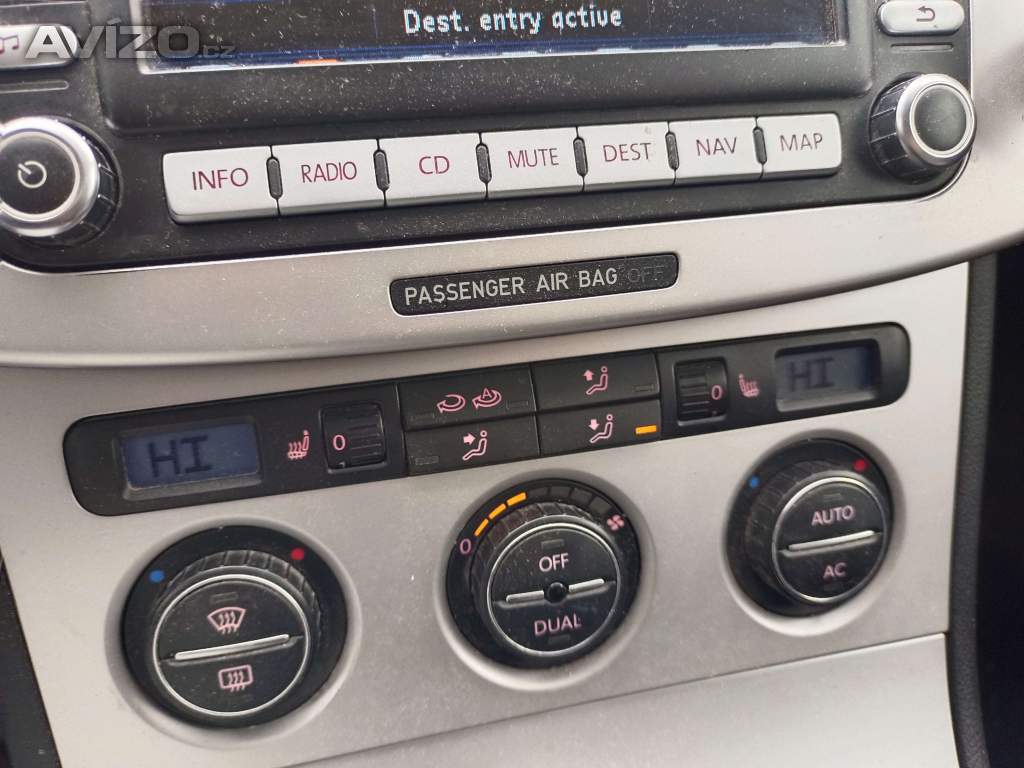 AVÍZO.cz
Dest. entry active
INFO RADIO CD MUTE DEST NAV MAP
PASSENGER AIR BAG OFF
HI 0 A 0 HI
0 OFF DUAL
AUTO
AC